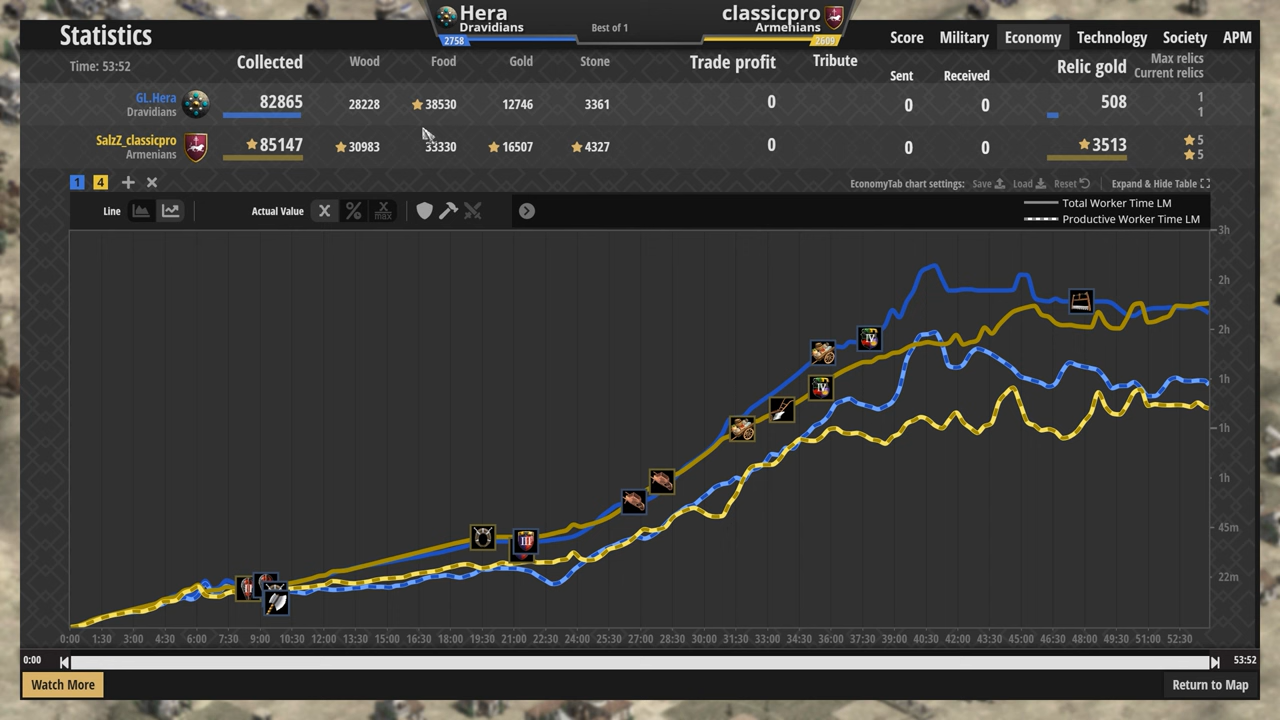 Hera
Dravidians
2758
Best of 1
classicpro
Armenians
2609
Statistics
Score Military Economy Technology Society APM
Time: 53:52
Collected Wood Food Gold Stone Trade profit Tribute Sent Received Relic gold Max relics
Current relics
GL.Hera
Dravidians
82865 28228 38530 12746 3361 0 0 0 508 1
1
SalzZ_classicpro
Armenians
85147 30983 33330 16507 4327 0 0 0 3513 5
5
1 4
EconomyTab chart settings: Save Load Reset Expand & Hide Table
Line Actual Value X % X/max
Total Worker Time LM
Productive Worker Time LM
3h
2h
2h
1h
1h
1h
45m
22m
IV
IV
III
II
0:00 1:30 3:00 4:30 6:00 7:30 9:00 10:30 12:00 13:30 15:00 16:30 18:00 19:30 21:00 22:30 24:00 25:30 27:00 28:30 30:00 31:30 33:00 34:30 36:00 37:30 39:00 40:30 42:00 43:30 45:00 46:30 48:00 49:30 51:00 52:30
0:00 53:52
Watch More
Return to Map